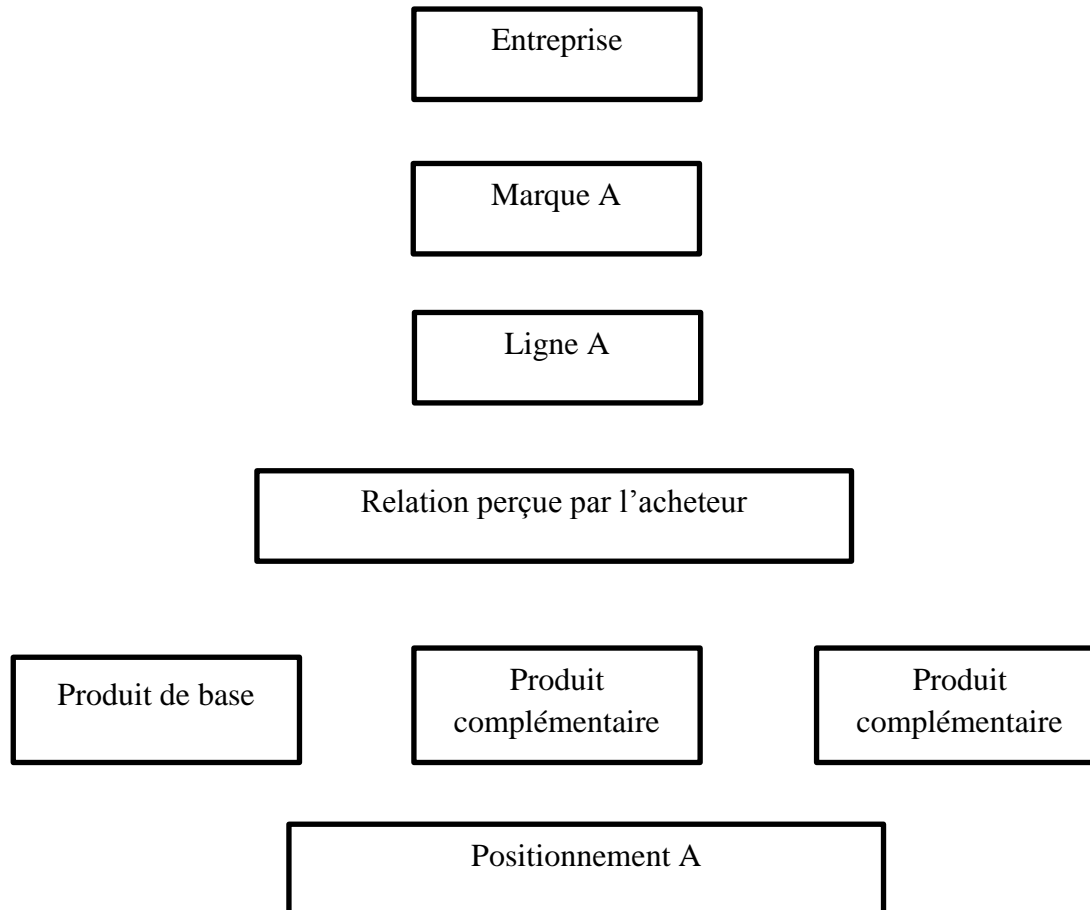 Entreprise
Marque A
Ligne A
Relation perçue par l’acheteur
Produit de base
Produit
complémentaire
Produit
complémentaire
Positionnement A